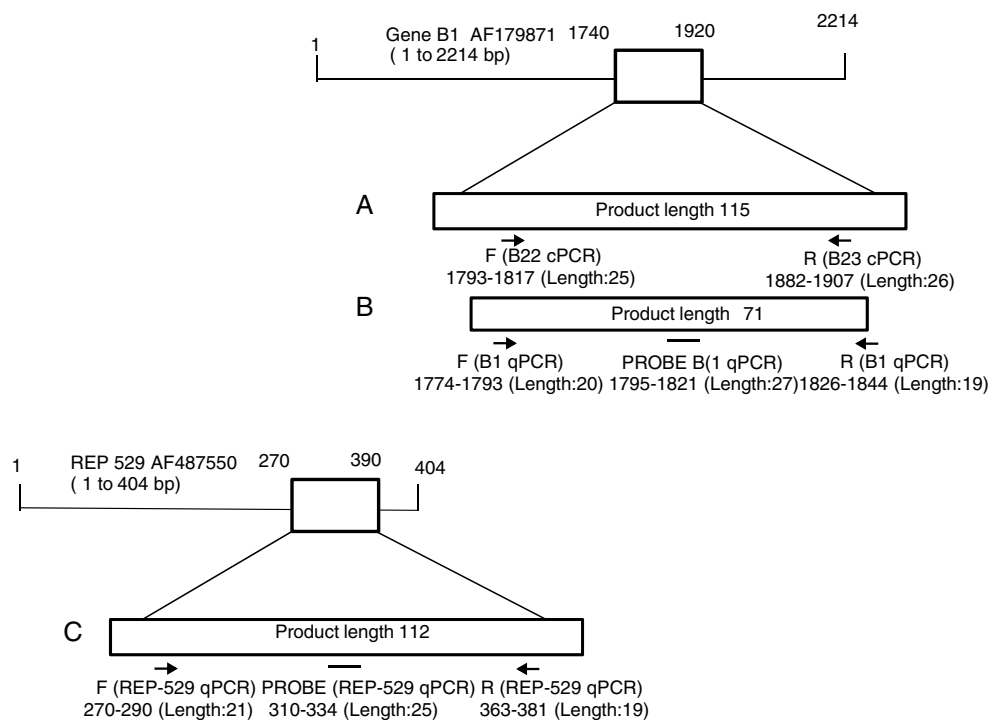 1
Gene B1 AF179871
( 1 to 2214 bp)
1740
1920
2214
A
Product length 115
F (B22 cPCR)
1793-1817 (Length:25)
R (B23 cPCR)
1882-1907 (Length:26)
B
Product length 71
F (B1 qPCR)
1774-1793 (Length:20)
PROBE B(1 qPCR)
1795-1821 (Length:27)
R (B1 qPCR)
1826-1844 (Length:19)
1
REP 529 AF487550
( 1 to 404 bp)
270
390
404
C
Product length 112
F (REP-529 qPCR)
270-290 (Length:21)
PROBE (REP-529 qPCR)
310-334 (Length:25)
R (REP-529 qPCR)
363-381 (Length:19)